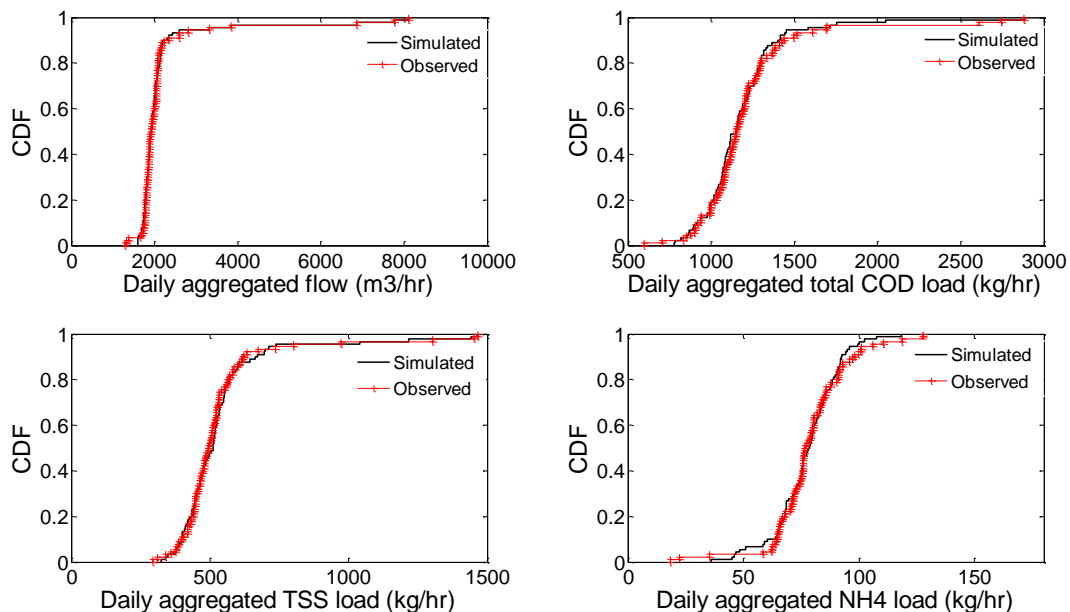 1
0.8
0.6
0.4
0.2
0
CDF
Simulated
Observed
0 2000 4000 6000 8000 10000
Daily aggregated flow (m3/hr)
1
0.8
0.6
0.4
0.2
0
CDF
Simulated
Observed
500 1000 1500 2000 2500 3000
Daily aggregated total COD load (kg/hr)
1
0.8
0.6
0.4
0.2
0
CDF
Simulated
Observed
0 500 1000 1500
Daily aggregated TSS load (kg/hr)
1
0.8
0.6
0.4
0.2
0
CDF
Simulated
Observed
0 50 100 150
Daily aggregated NH4 load (kg/hr)